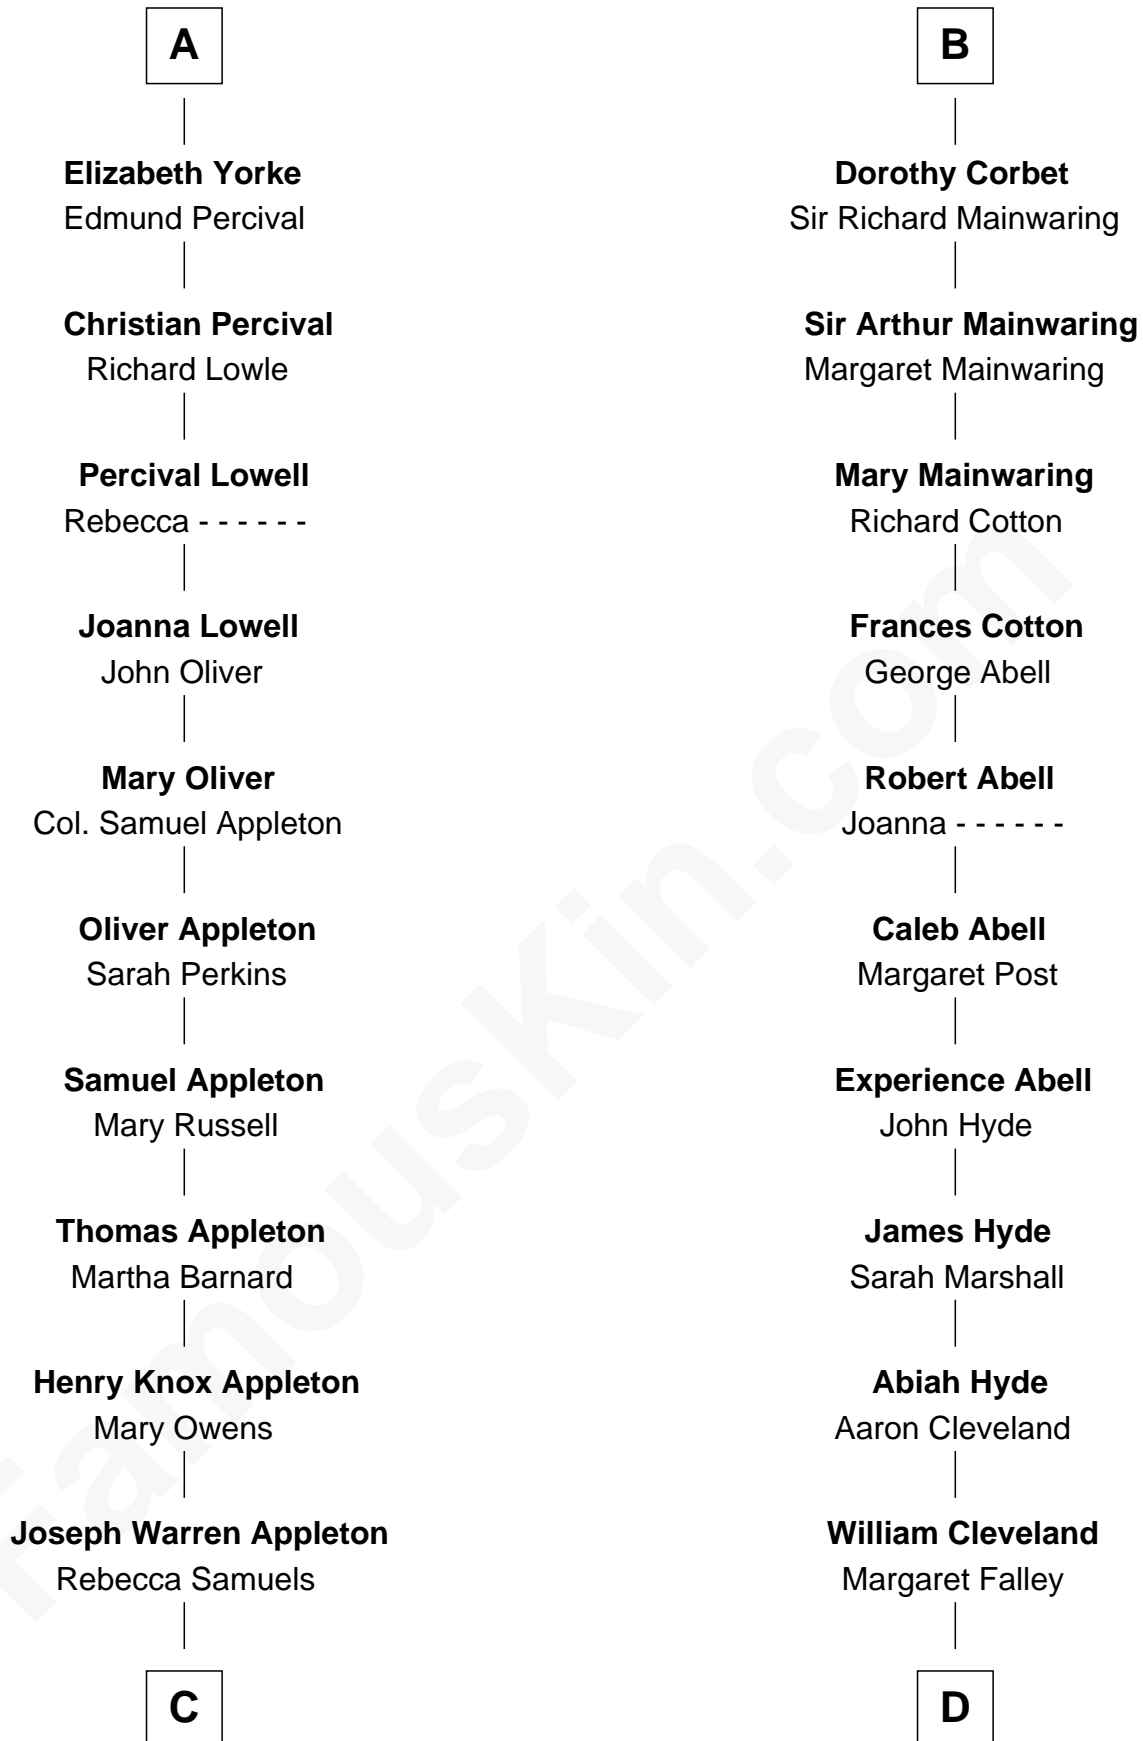 A
Elizabeth Yorke
Edmund Percival
Christian Percival
Richard Lowle
Percival Lowell
Rebecca - - - - - -
Joanna Lowell
John Oliver
Mary Oliver
Col. Samuel Appleton
Oliver Appleton
Sarah Perkins
Samuel Appleton
Mary Russell
Thomas Appleton
Martha Barnard
Henry Knox Appleton
Mary Owens
Joseph Warren Appleton
Rebecca Samuels
C
B
Dorothy Corbet
Sir Richard Mainwaring
Sir Arthur Mainwaring
Margaret Mainwaring
Mary Mainwaring
Richard Cotton
Frances Cotton
George Abell
Robert Abell
Joanna - - - - - -
Caleb Abell
Margaret Post
Experience Abell
John Hyde
James Hyde
Sarah Marshall
Abiah Hyde
Aaron Cleveland
William Cleveland
Margaret Falley
D
FamousKin.com